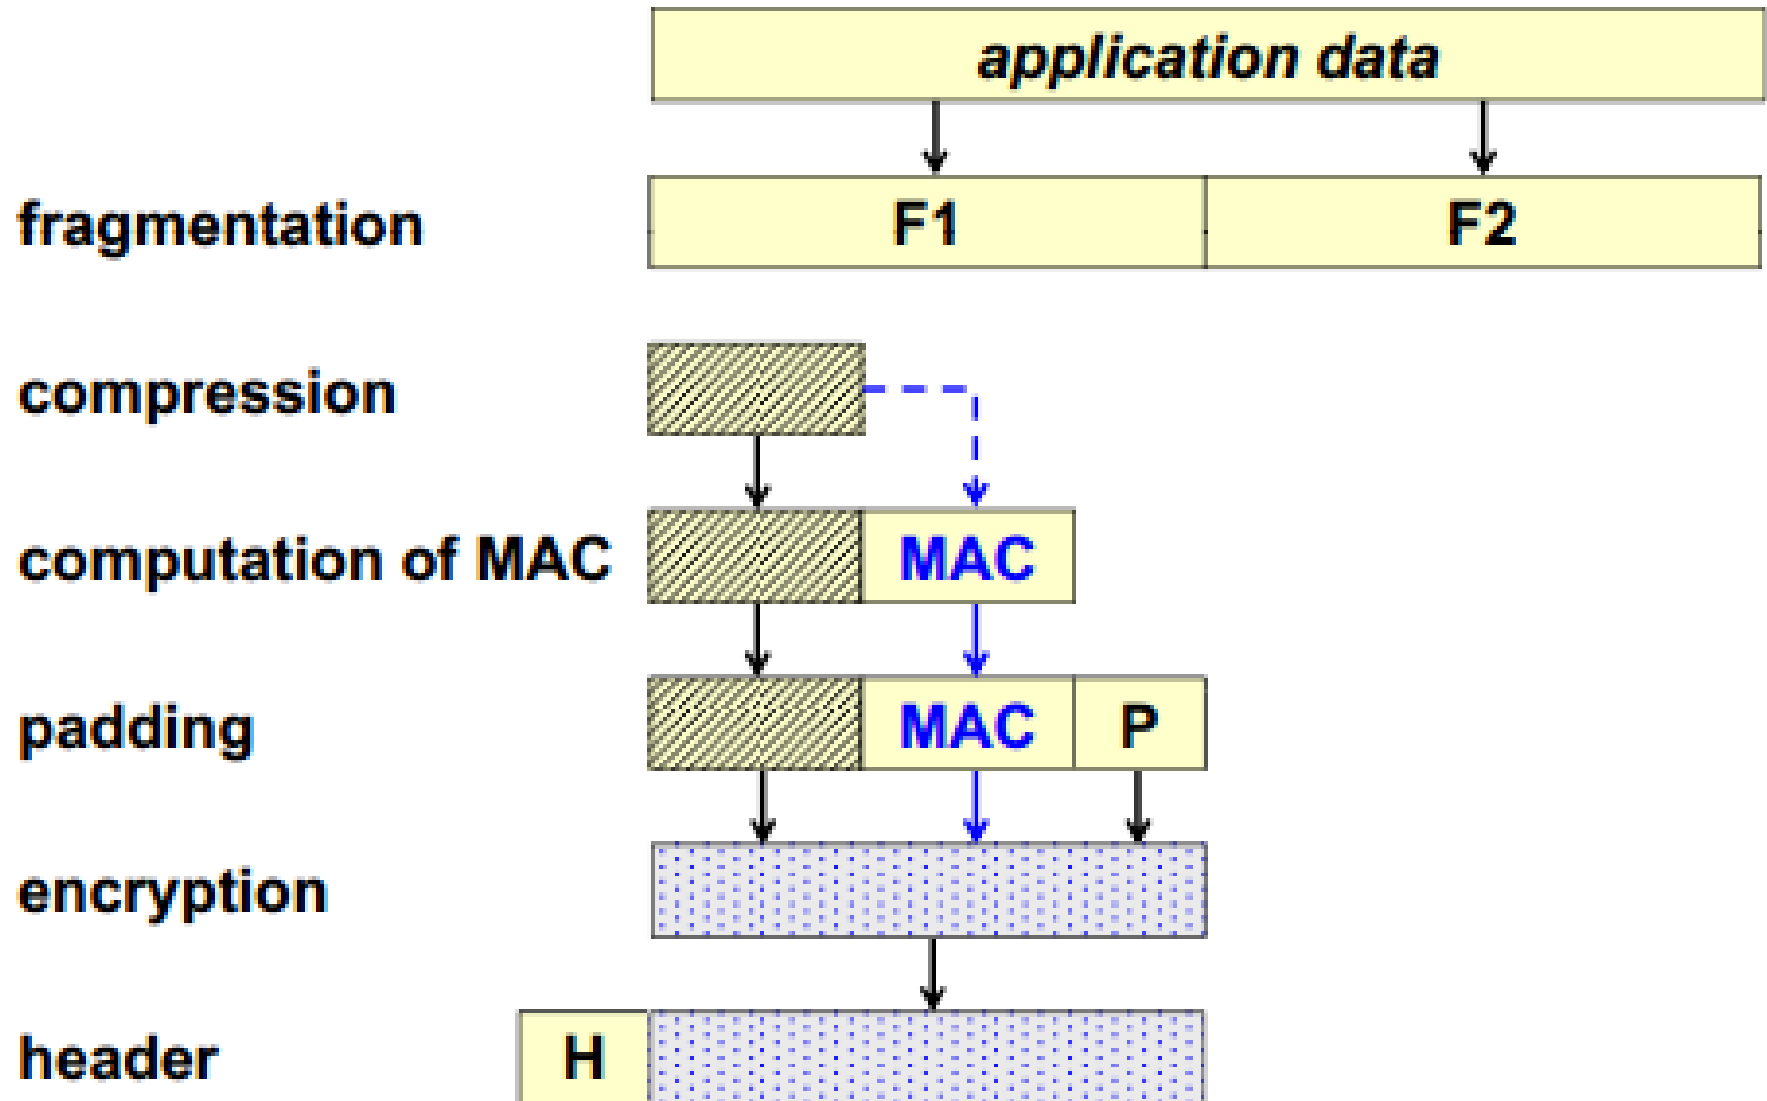 application data
fragmentation F1 F2
compression
computation of MAC MAC
padding MAC P
encryption
header H